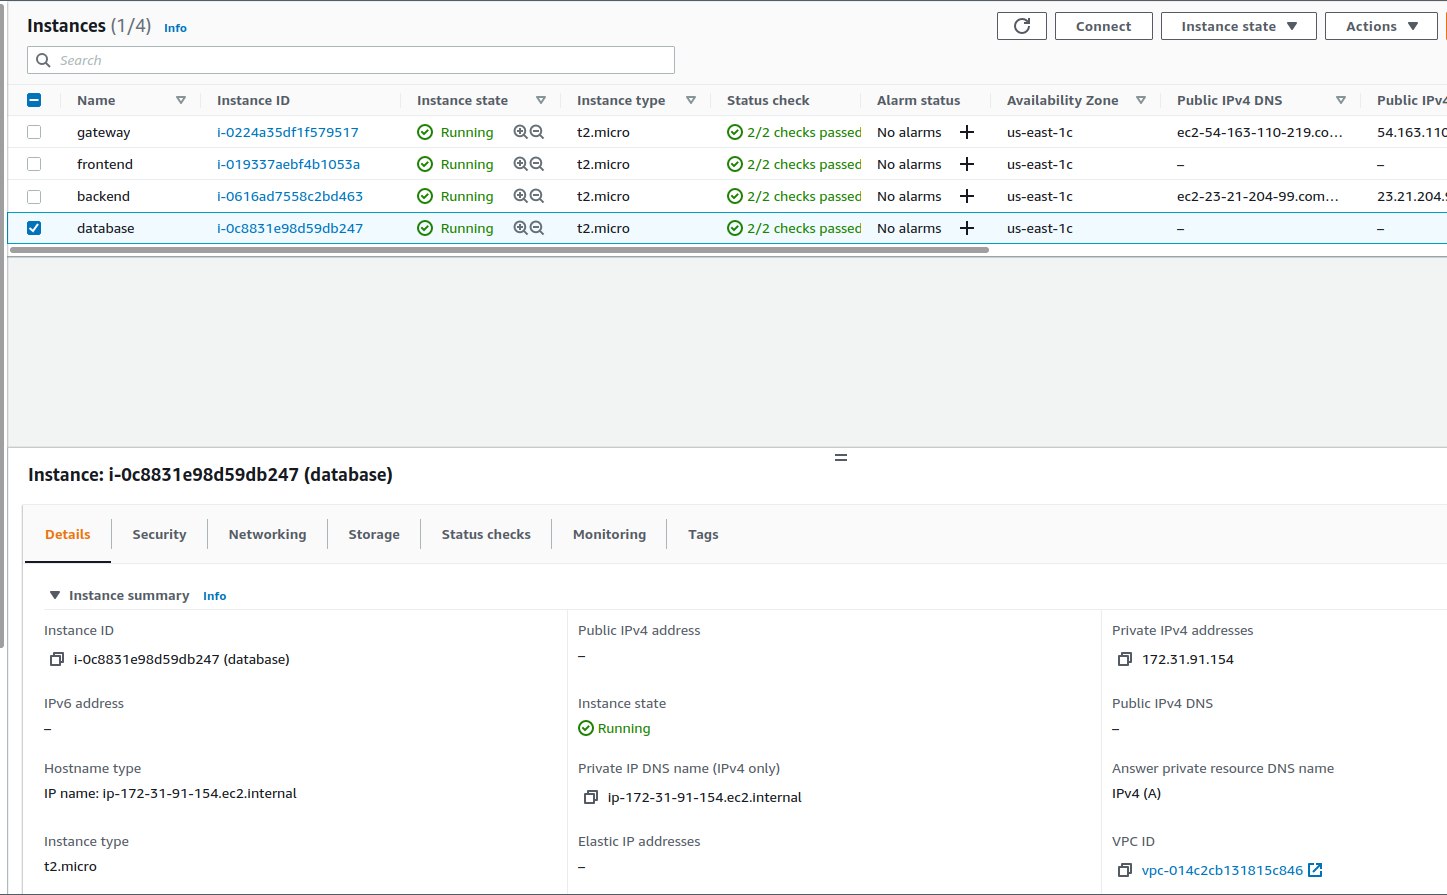 Instances (1/4) Info Connect Instance state Actions
Search
Name Instance ID Instance state Instance type Status check Alarm status Availability Zone Public IPv4 DNS Public IPv4
gateway i-0224a35df1f579517 Running t2.micro 2/2 checks passed No alarms us-east-1c ec2-54-163-110-219.co... 54.163.110
frontend i-019337aebf4b1053a Running t2.micro 2/2 checks passed No alarms us-east-1c – –
backend i-0616ad7558c2bd463 Running t2.micro 2/2 checks passed No alarms us-east-1c ec2-23-21-204-99.com... 23.21.204.9
database i-0c8831e98d59db247 Running t2.micro 2/2 checks passed No alarms us-east-1c – –
Instance: i-0c8831e98d59db247 (database)
Details Security Networking Storage Status checks Monitoring Tags
Instance summary Info
Instance ID Public IPv4 address Private IPv4 addresses
i-0c8831e98d59db247 (database) – 172.31.91.154
IPv6 address Instance state Public IPv4 DNS
– Running –
Hostname type Private IP DNS name (IPv4 only) Answer private resource DNS name
IP name: ip-172-31-91-154.ec2.internal ip-172-31-91-154.ec2.internal IPv4 (A)
Instance type Elastic IP addresses VPC ID
t2.micro – vpc-014c2cb131815c846